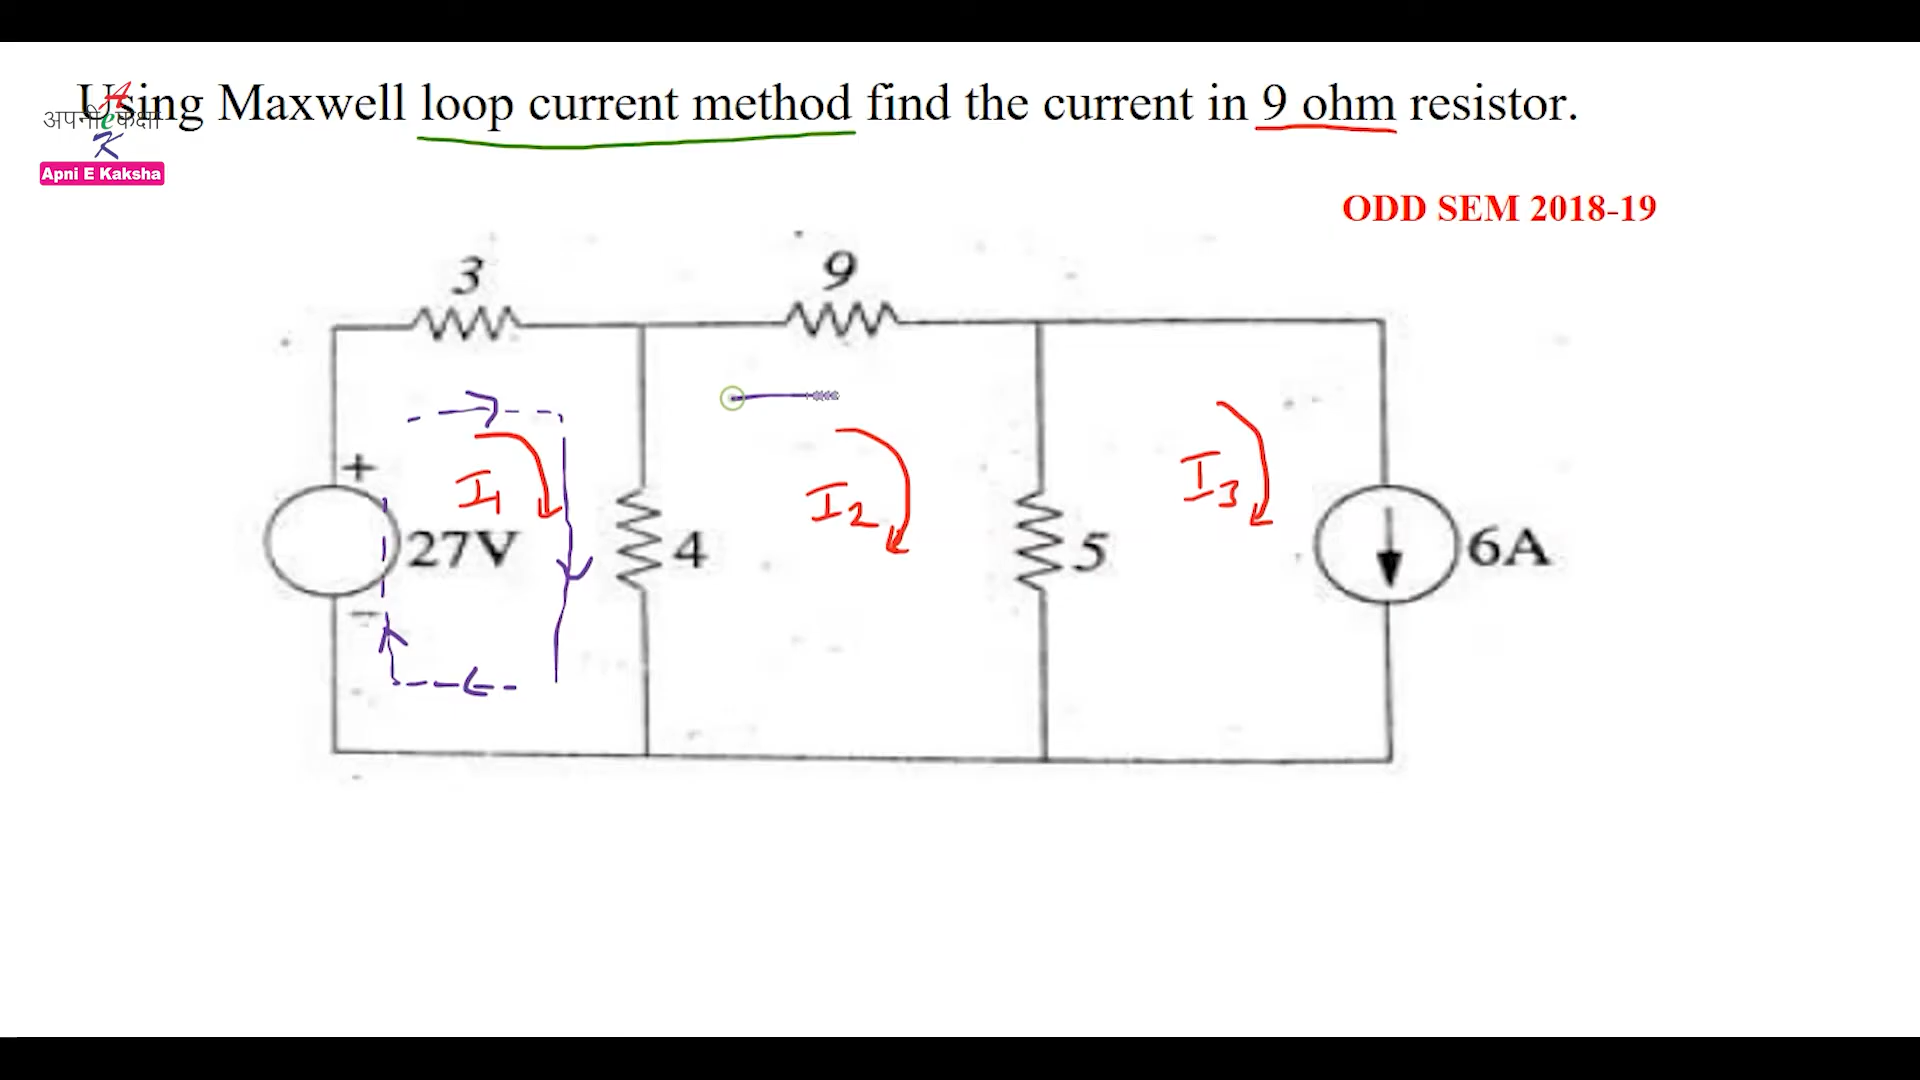 Using Maxwell loop current method find the current in 9 ohm resistor.
अपनी e कक्षा
A
K
Apni E Kaksha
ODD SEM 2018-19
3
9
+
I1
I2
I3
27V
4
5
6A
−